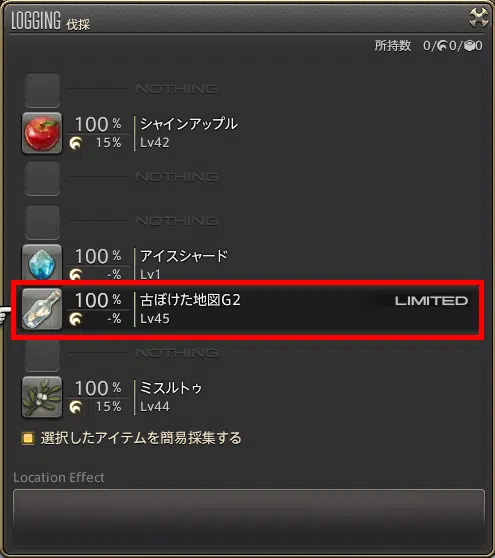 LOGGING 伐採
所持数 0/0/0
NOTHING
100% シャインアップル
15% Lv42
NOTHING
NOTHING
100% アイスシャード
-% Lv1
100% 古ぼけた地図G2 LIMITED
-% Lv45
NOTHING
100% ミスルトゥ
15% Lv44
選択したアイテムを簡易採集する
Location Effect